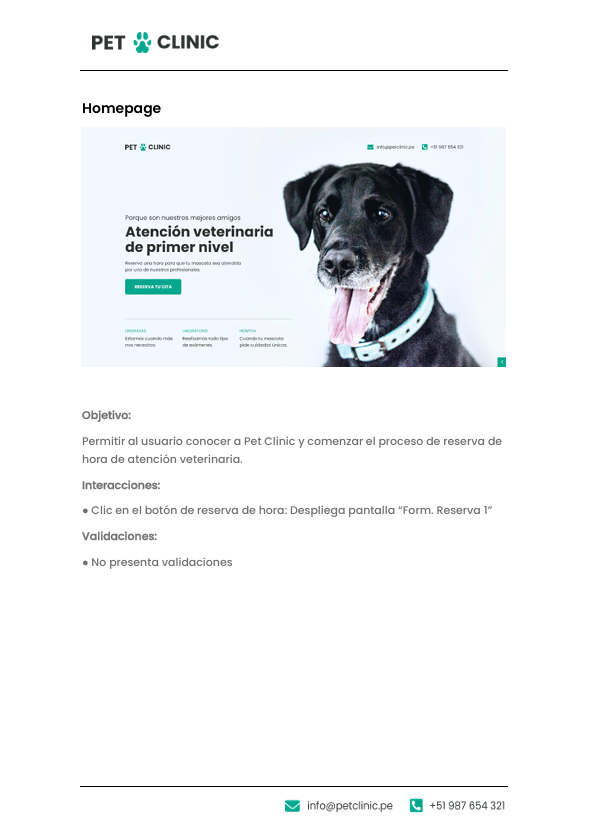 PET CLINIC
Homepage
PET CLINIC
info@petclinic.pe +51 987 654 321
Porque son nuestros mejores amigos
Atención veterinaria
de primer nivel
Reserva una hora para que tu mascota sea atendida
por uno de nuestros profesionales.
RESERVA TU CITA
URGENCIAS
Estamos cuando más
nos necesitas.
LABORATORIO
Realizamos todo tipo
de exámenes.
HOSPITAL
Cuando tu mascota
pide cuidados únicos.
Objetivo:
Permitir al usuario conocer a Pet Clinic y comenzar el proceso de reserva de
hora de atención veterinaria.
Interacciones:
● Clic en el botón de reserva de hora: Despliega pantalla “Form. Reserva 1”
Validaciones:
● No presenta validaciones
info@petclinic.pe +51 987 654 321